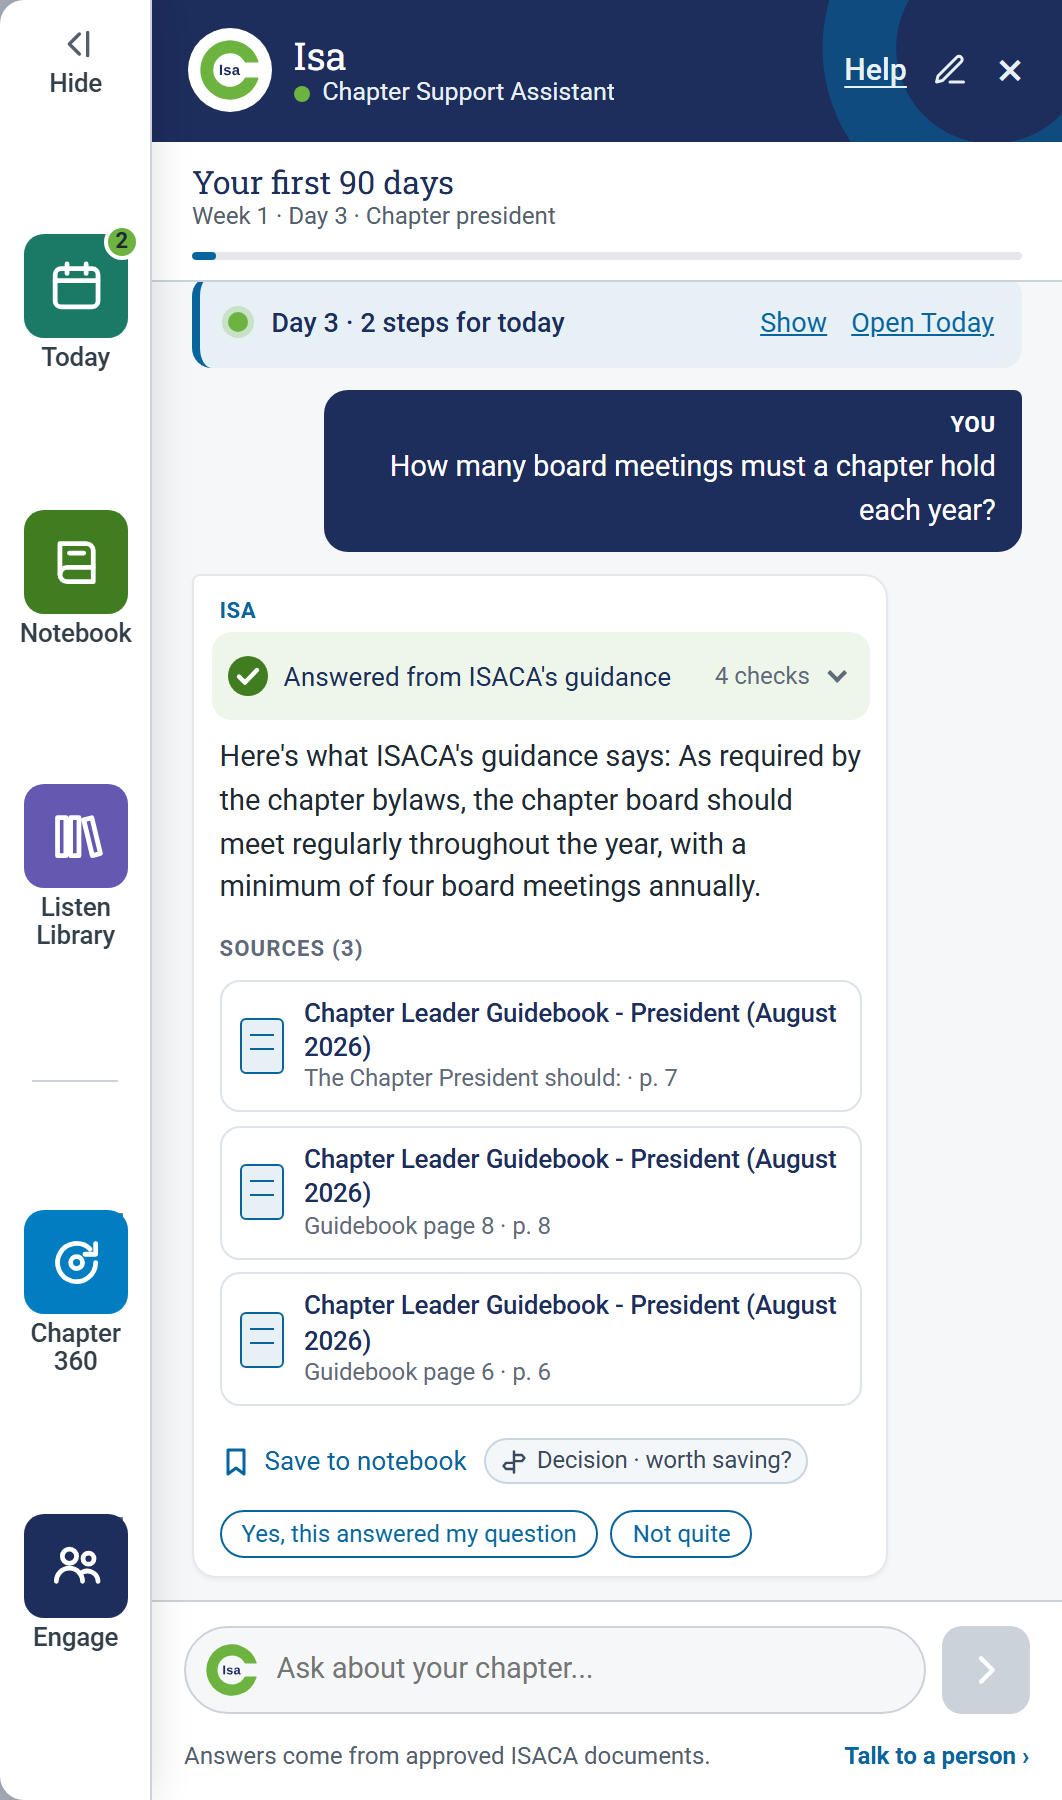 Hide
2
Today
Notebook
Listen
Library
Chapter
360
Engage
Isa
Isa
Chapter Support Assistant
Help
Your first 90 days
Week 1 · Day 3 · Chapter president
Day 3 · 2 steps for today
Show
Open Today
YOU
How many board meetings must a chapter hold
each year?
ISA
Answered from ISACA's guidance
4 checks
Here's what ISACA's guidance says: As required by
the chapter bylaws, the chapter board should
meet regularly throughout the year, with a
minimum of four board meetings annually.
SOURCES (3)
Chapter Leader Guidebook - President (August
2026)
The Chapter President should: · p. 7
Chapter Leader Guidebook - President (August
2026)
Guidebook page 8 · p. 8
Chapter Leader Guidebook - President (August
2026)
Guidebook page 6 · p. 6
Save to notebook
Decision · worth saving?
Yes, this answered my question
Not quite
Isa
Ask about your chapter...
Answers come from approved ISACA documents.
Talk to a person ›